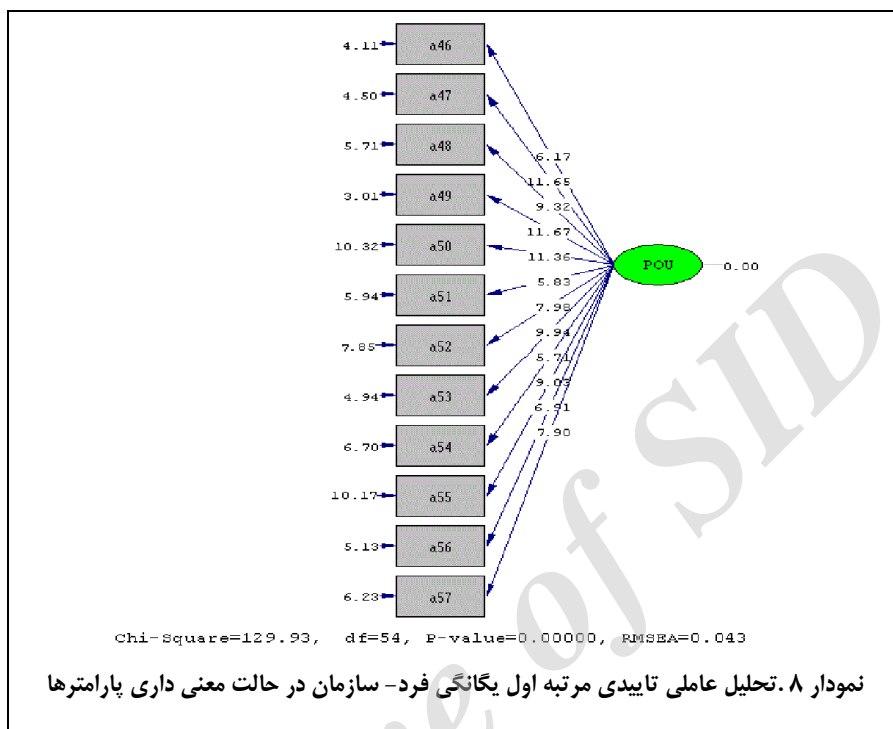 4.11 a46
4.50 a47
5.71 a48
3.01 a49
10.32 a50
5.94 a51
7.85 a52
4.94 a53
6.70 a54
10.17 a55
5.13 a56
6.23 a57
6.17
11.65
9.32
11.67
11.36
5.83
7.98
9.94
5.71
9.03
6.91
7.90
POU 0.00
Chi-Square=129.93, df=54, P-value=0.00000, RMSEA=0.043
نمودار ۸ .تحلیل عاملی تاییدی مرتبه اول یگانگی فرد- سازمان در حالت معنی داری پارامترها
e of SID